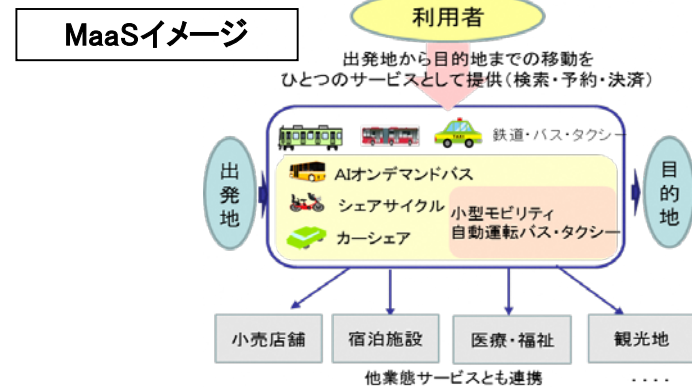 MaaSイメージ
利用者
出発地から目的地までの移動を
ひとつのサービスとして提供(検索・予約・決済)
鉄道・バス・タクシー
TAXI
出発地
AIオンデマンドバス
シェアサイクル
カーシェア
小型モビリティ
自動運転バス・タクシー
目的地
小売店舗
宿泊施設
医療・福祉
観光地
他業態サービスとも連携
・・・・